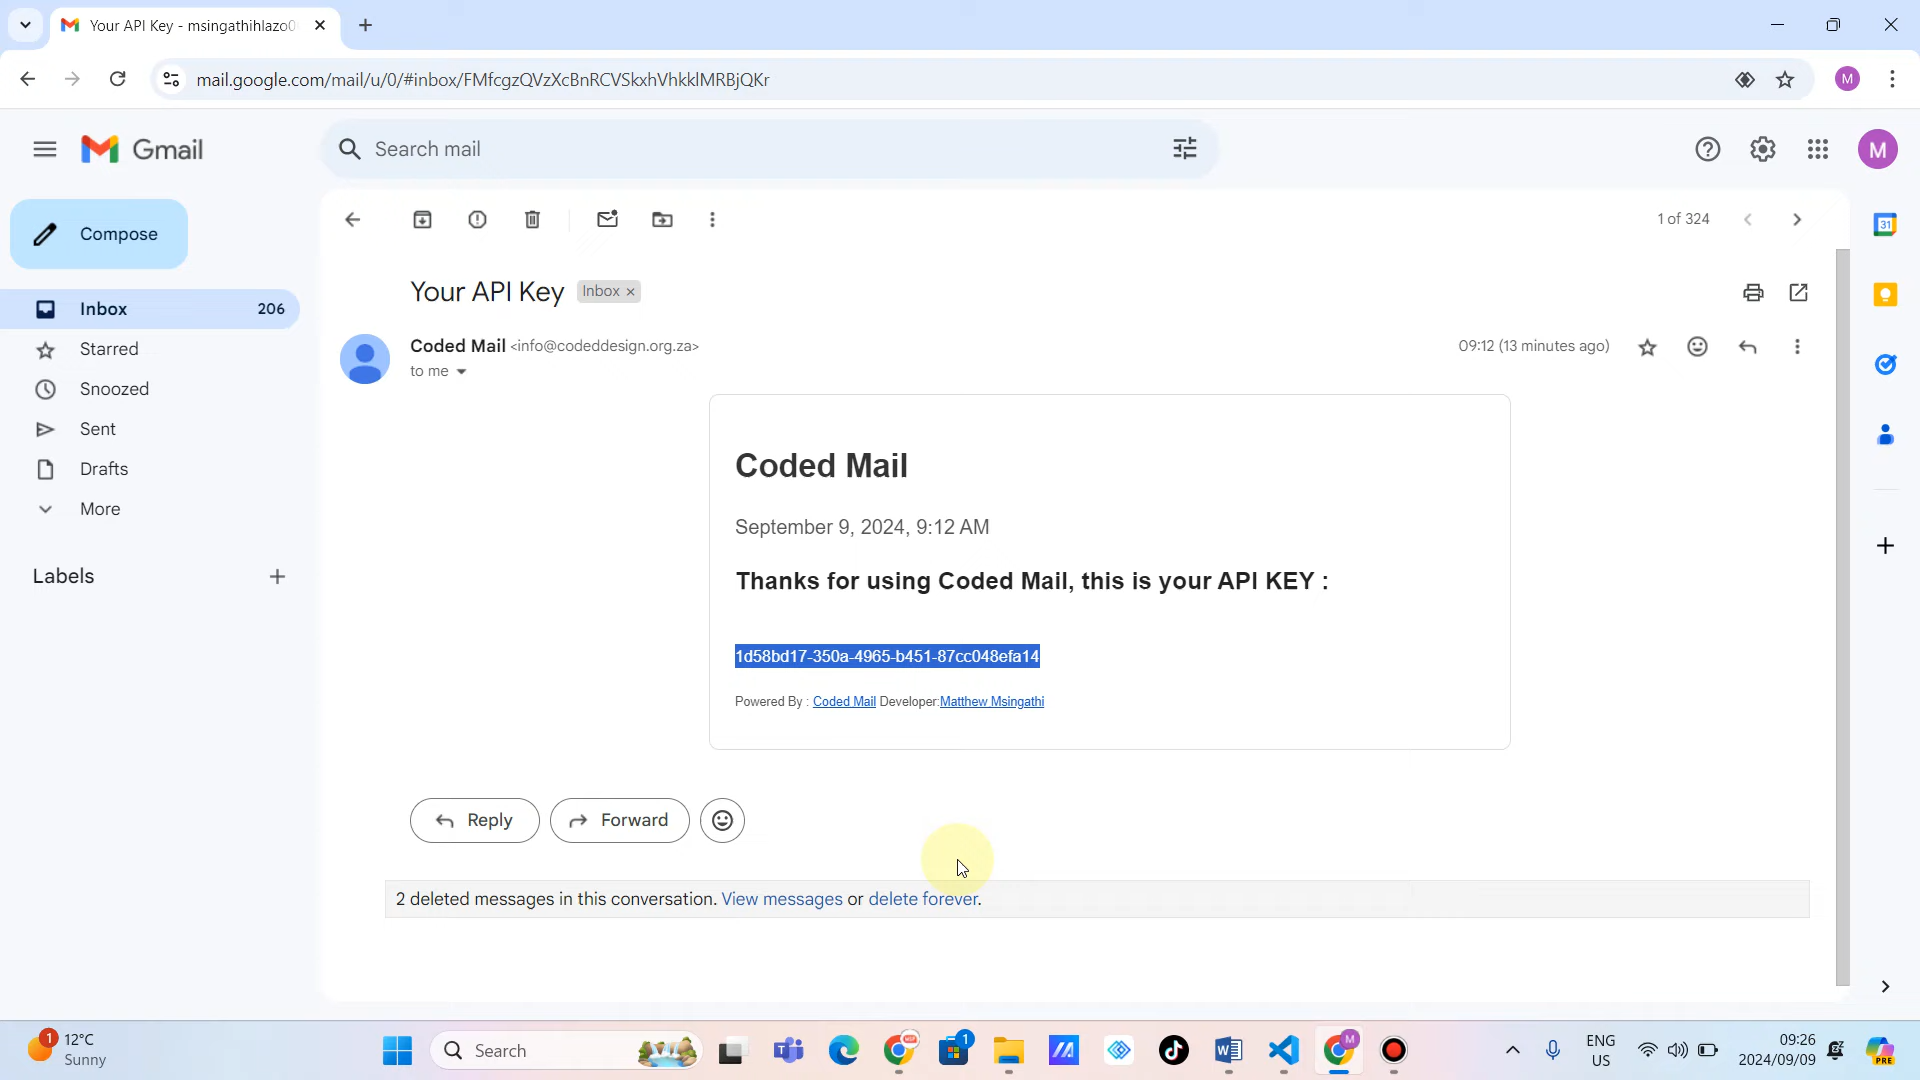 Your API Key - msingathihlazo0
mail.google.com/mail/u/0/#inbox/FMfcgzQVzXcBnRCVSkxhVhkklMRBjQKr
M
Gmail
Search mail
M
Compose
1 of 324
Your API Key
Inbox ×
Inbox 206
Coded Mail <info@codeddesign.org.za>
09:12 (13 minutes ago)
to me
Starred
Snoozed
Sent
Drafts
More
Labels
31
Coded Mail
September 9, 2024, 9:12 AM
Thanks for using Coded Mail, this is your API KEY :
1d58bd17-350a-4965-b451-87cc048efa14
Powered By : Coded Mail Developer:Matthew Msingathi
Reply
Forward
2 deleted messages in this conversation. View messages or delete forever.
1
12°C
Sunny
Search
1
M
ENG
US
09:26
2024/09/09
PRE